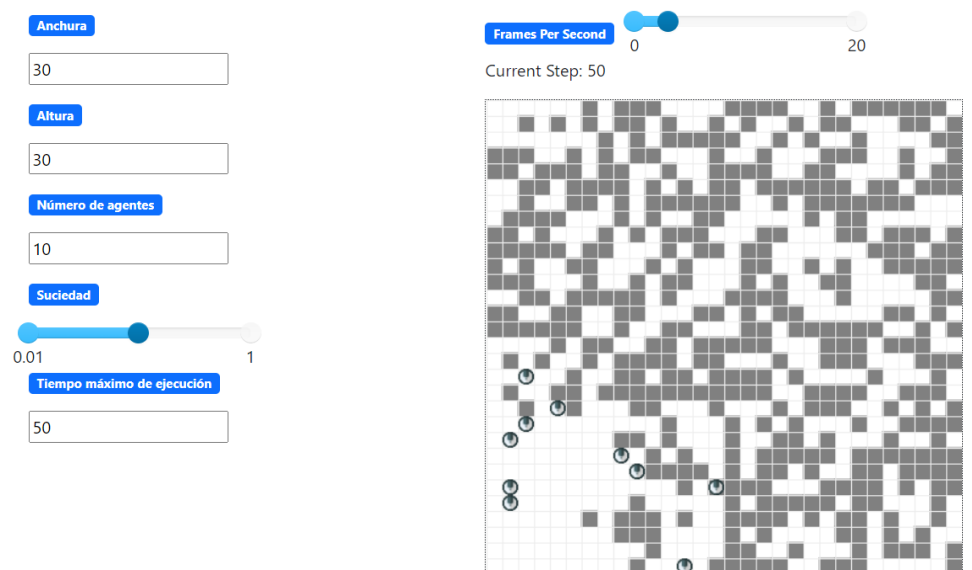 Anchura
30
Altura
30
Número de agentes
10
Suciedad
0.01 1
Tiempo máximo de ejecución
50
Frames Per Second
0 20
Current Step: 50